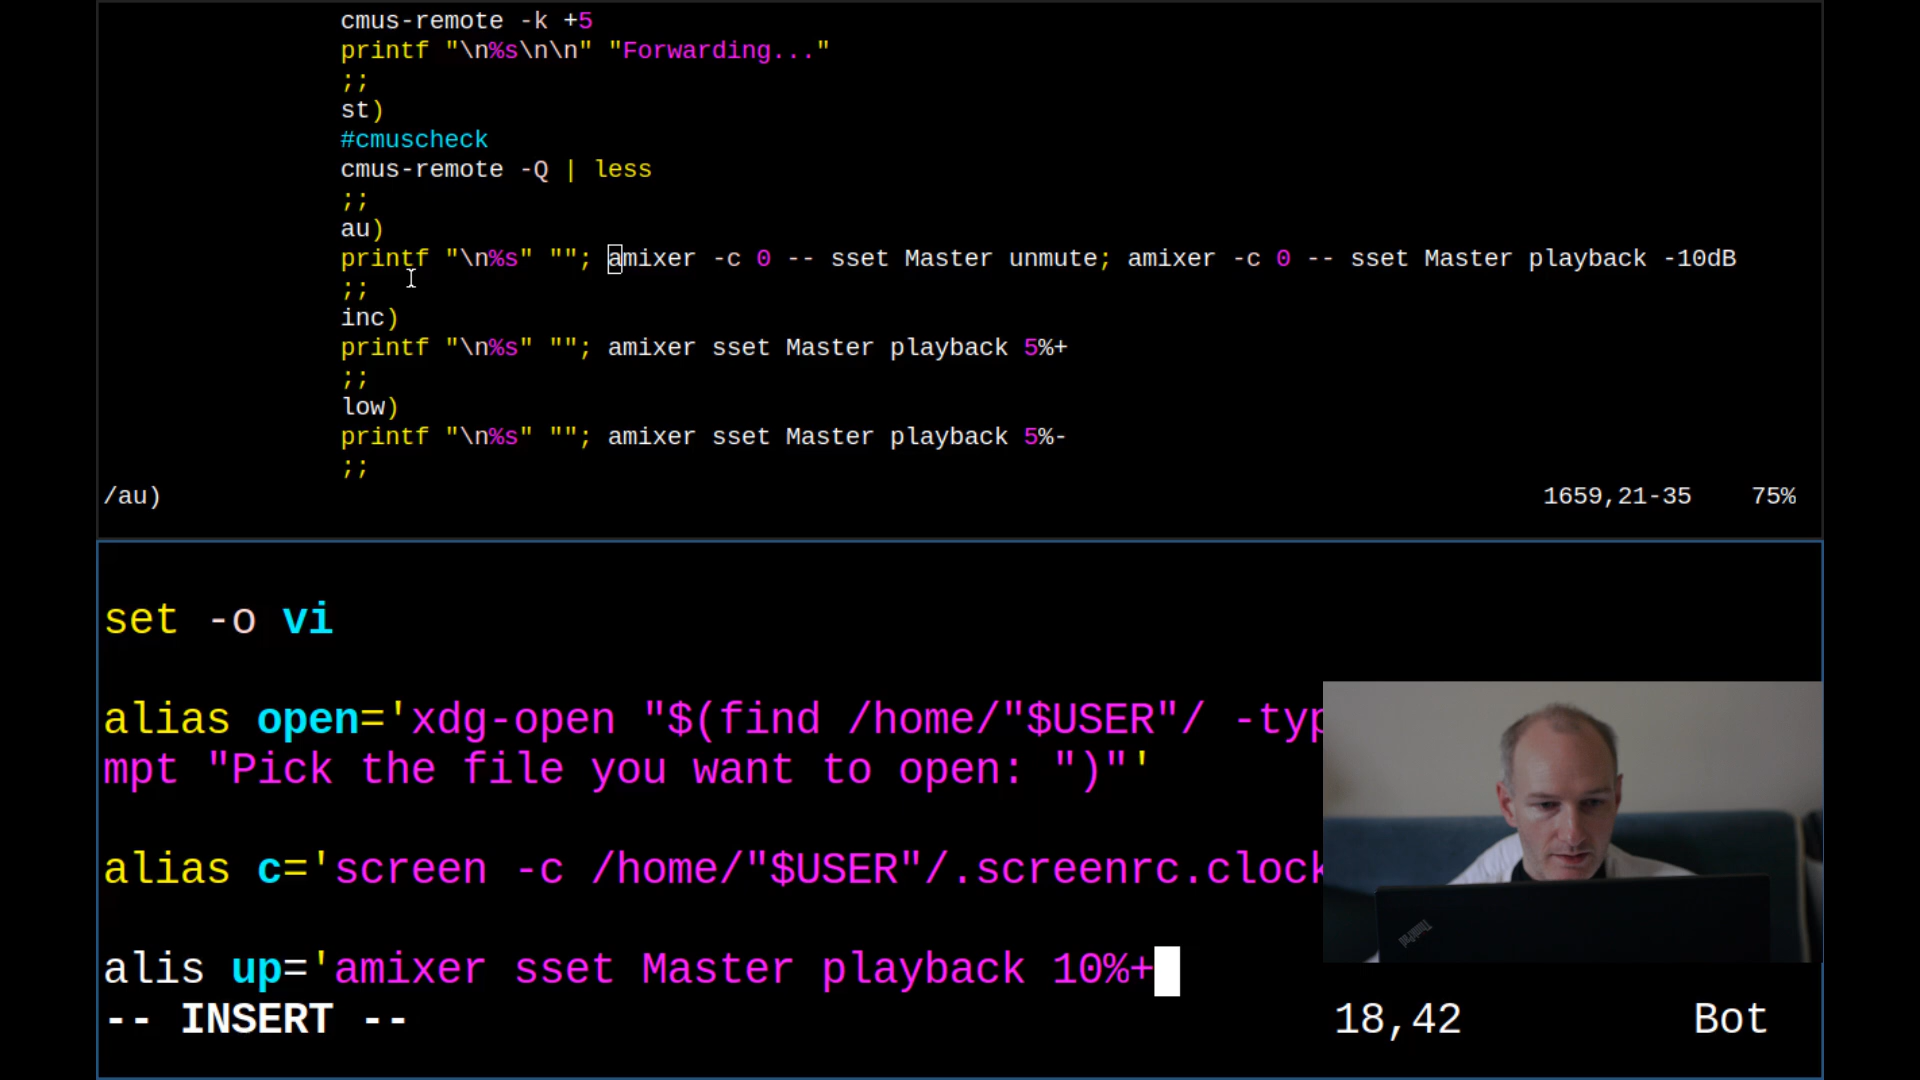 cmus-remote -k +5
printf "\n%s\n\n" "Forwarding..."
;;
st)
#cmuscheck
cmus-remote -Q | less
;;
au)
printf "\n%s" ""; amixer -c 0 -- sset Master unmute; amixer -c 0 -- sset Master playback -10dB
;;
inc)
printf "\n%s" ""; amixer sset Master playback 5%+
;;
low)
printf "\n%s" ""; amixer sset Master playback 5%-
;;
/au) 1659,21-35 75%
set -o vi
alias open='xdg-open "$(find /home/"$USER"/ -typ
mpt "Pick the file you want to open: ")"'
alias c='screen -c /home/"$USER"/.screenrc.clock
alis up='amixer sset Master playback 10%+
-- INSERT -- 18,42 Bot
ThinkPad